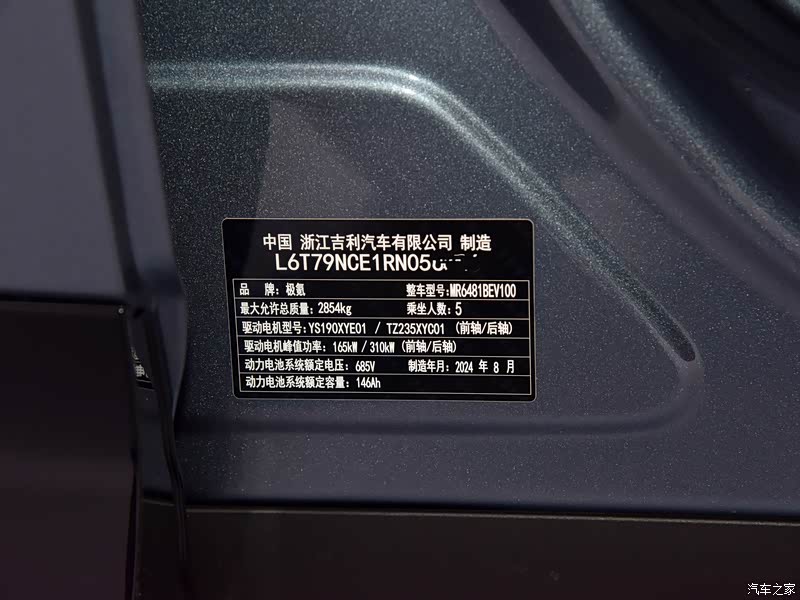 中国 浙江吉利汽车有限公司 制造
L6T79NCE1RN05
品 牌: 极氪 整车型号: MR6481BEV100
最大允许总质量: 2854kg 乘坐人数: 5
驱动电机型号: YS190XYE01 / TZ235XYC01 (前轴/后轴)
驱动电机峰值功率: 165kW / 310kW (前轴/后轴)
动力电池系统额定电压: 685V 制造年月: 2024 年 8 月
动力电池系统额定容量: 146Ah
汽车之家